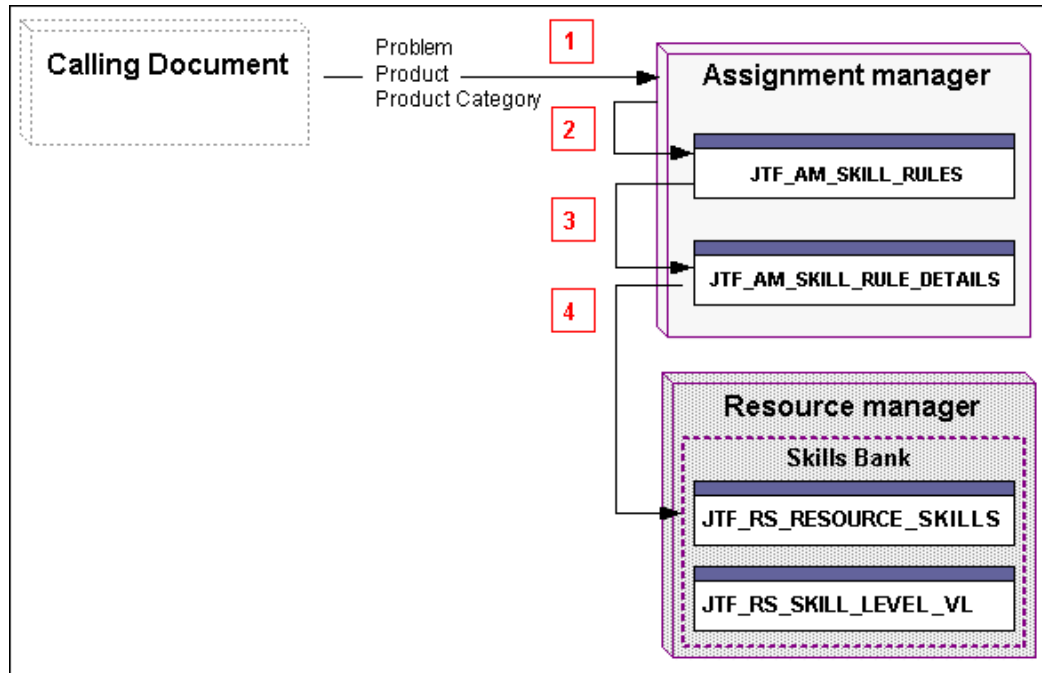 Calling Document
Problem
Product
Product Category
1
Assignment manager
2
JTF_AM_SKILL_RULES
3
JTF_AM_SKILL_RULE_DETAILS
4
Resource manager
Skills Bank
JTF_RS_RESOURCE_SKILLS
JTF_RS_SKILL_LEVEL_VL